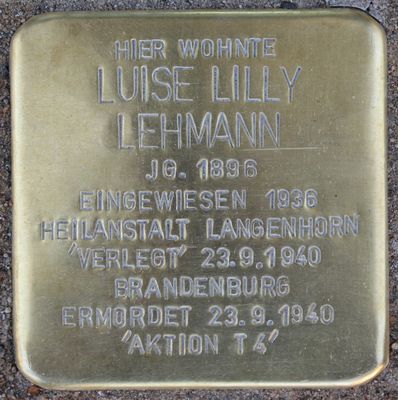 HIER WOHNTE
LUISE LILLY
LEHMANN
JG. 1896
EINGEWIESEN 1936
HEILANSTALT LANGENHORN
'VERLEGT' 23.9.1940
BRANDENBURG
ERMORDET 23.9.1940
'AKTION T4'